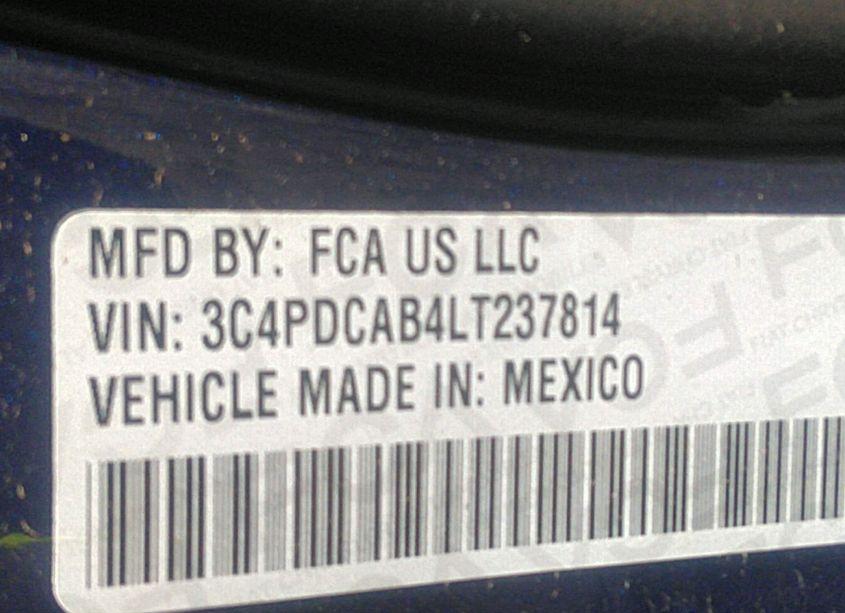 MFD BY: FCA US LLC
VIN: 3C4PDCAB4LT237814
VEHICLE MADE IN: MEXICO